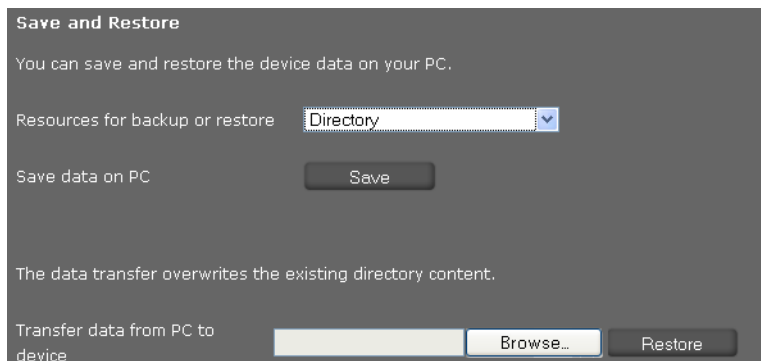 Save and Restore
You can save and restore the device data on your PC.
Resources for backup or restore Directory
Save data on PC Save
The data transfer overwrites the existing directory content.
Transfer data from PC to
device Browse... Restore